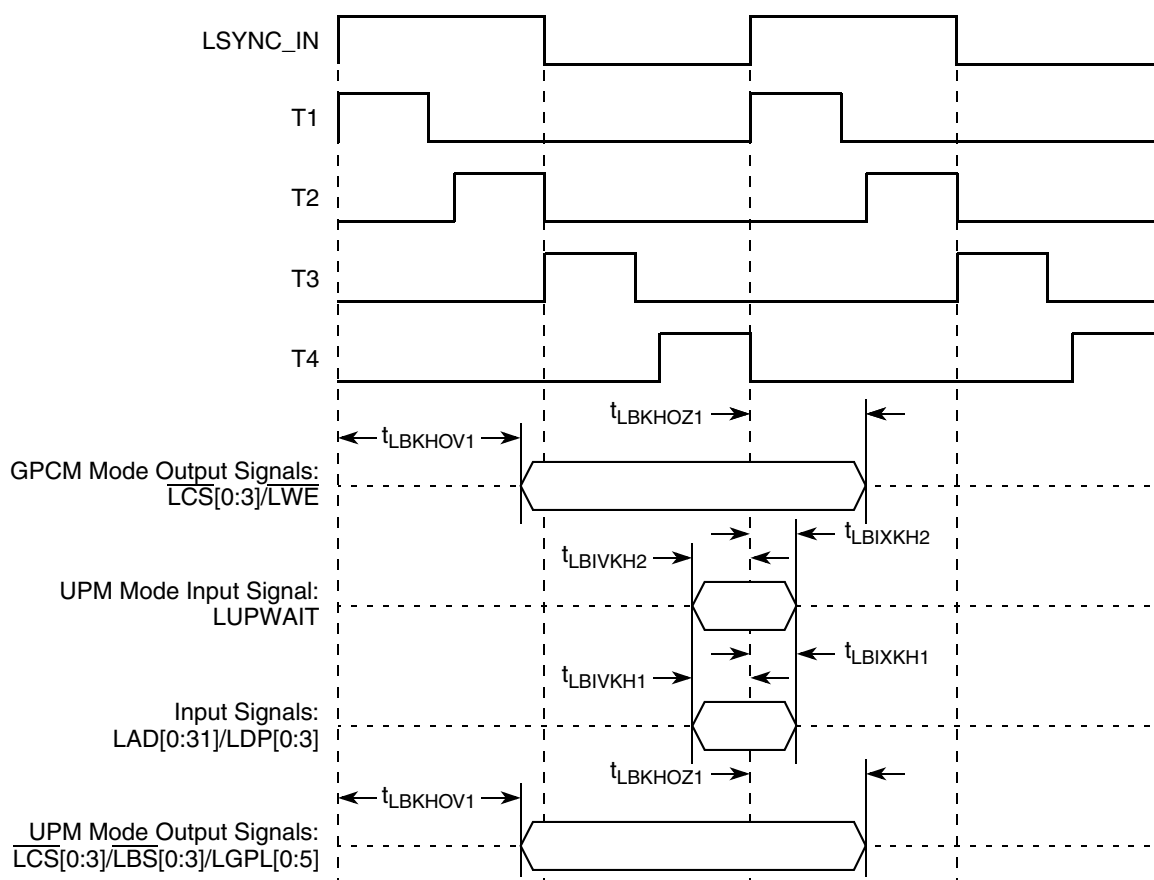 LSYNC_IN
T1
T2
T3
T4
tLBKHOZ1
tLBKHOV1
GPCM Mode Output Signals:
LCS[0:3]/LWE
tLBIXKH2
tLBIVKH2
UPM Mode Input Signal:
LUPWAIT
tLBIXKH1
tLBIVKH1
Input Signals:
LAD[0:31]/LDP[0:3]
tLBKHOZ1
tLBKHOV1
UPM Mode Output Signals:
LCS[0:3]/LBS[0:3]/LGPL[0:5]